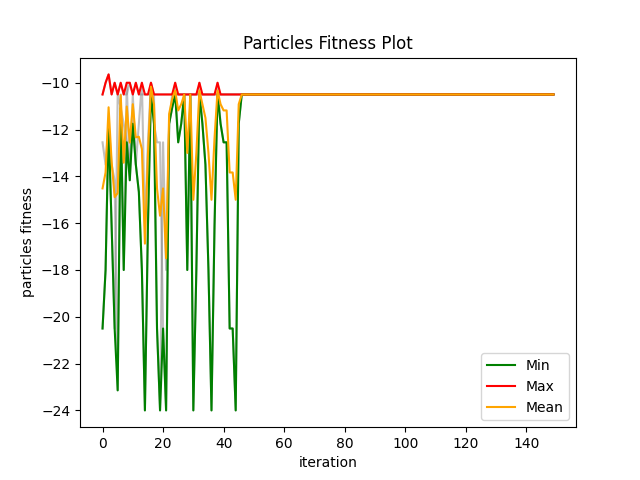 Particles Fitness Plot
particles fitness
−10
−12
−14
−16
−18
−20
−22
−24
0 20 40 60 80 100 120 140
iteration
Min
Max
Mean